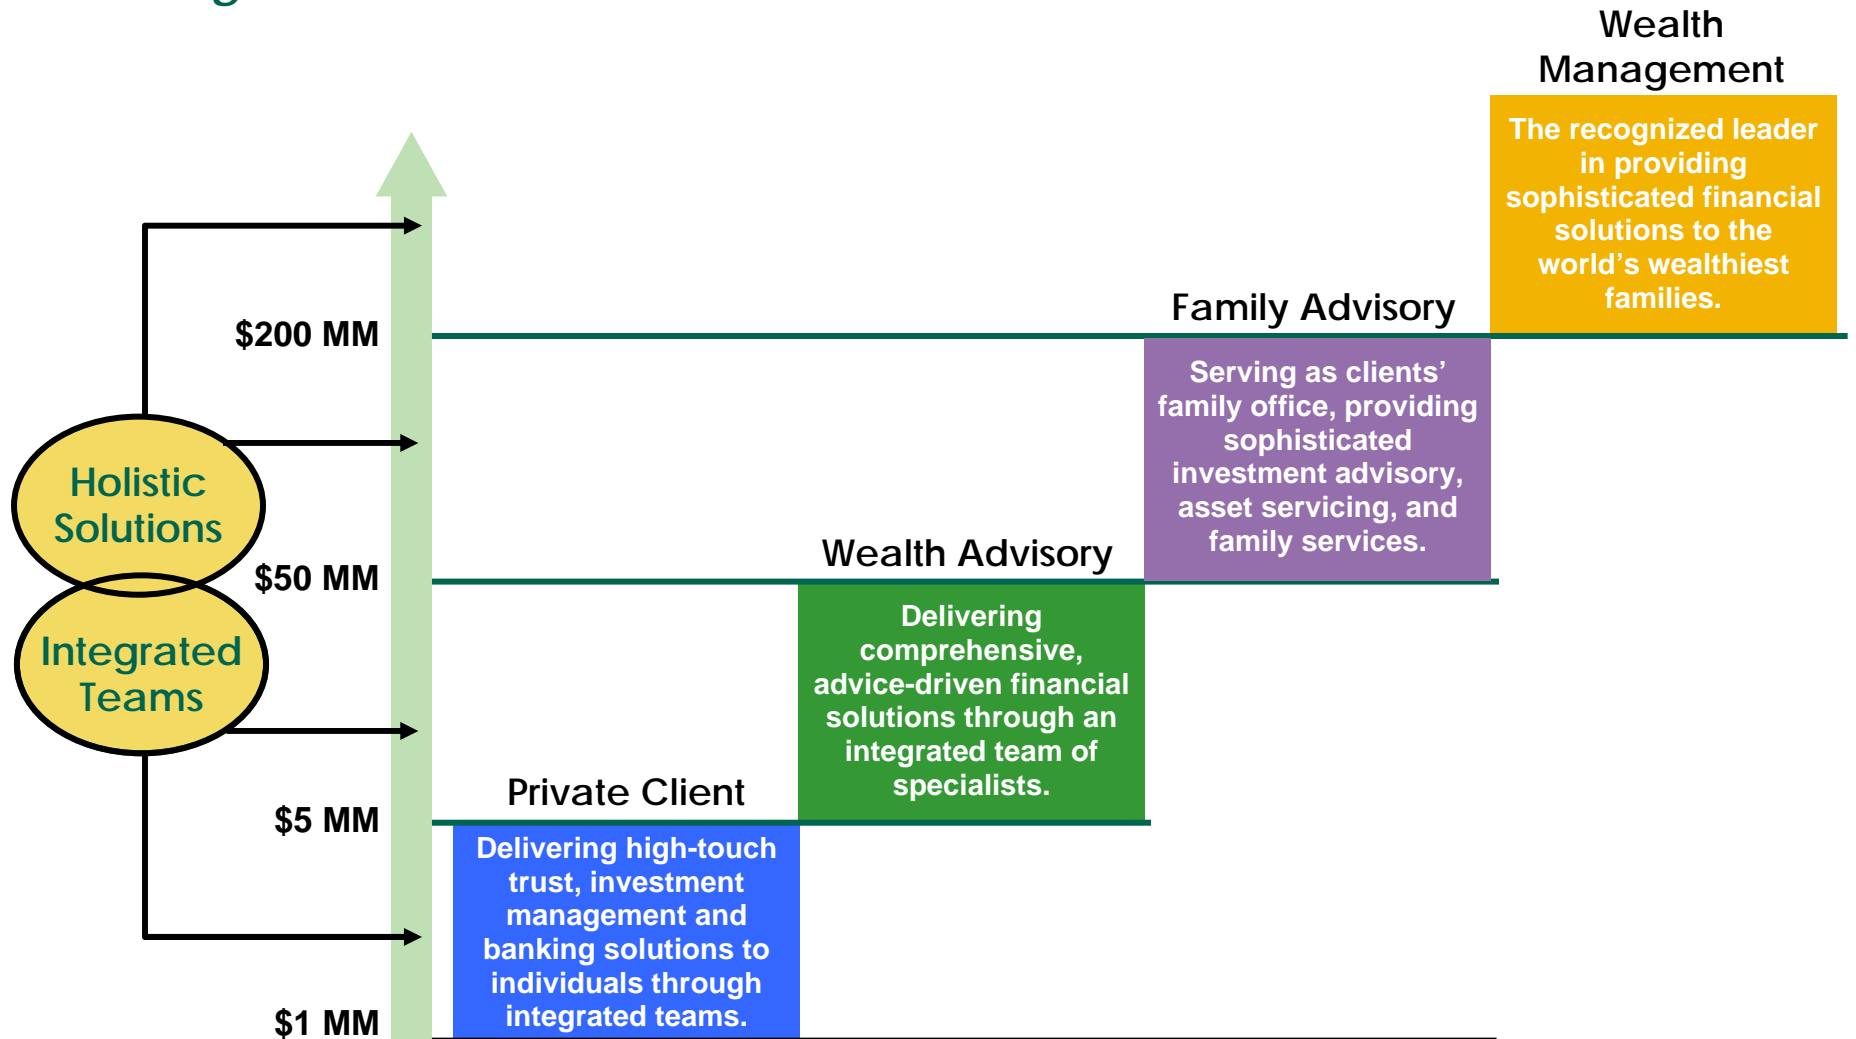 Wealth
Management
The recognized leader
in providing
sophisticated financial
solutions to the
world’s wealthiest
families.
$200 MM
Family Advisory
Serving as clients’
family office, providing
sophisticated
investment advisory,
asset servicing, and
family services.
Holistic
Solutions
$50 MM
Wealth Advisory
Delivering
comprehensive,
advice-driven financial
solutions through an
integrated team of
specialists.
Integrated
Teams
$5 MM
Private Client
Delivering high-touch
trust, investment
management and
banking solutions to
individuals through
integrated teams.
$1 MM